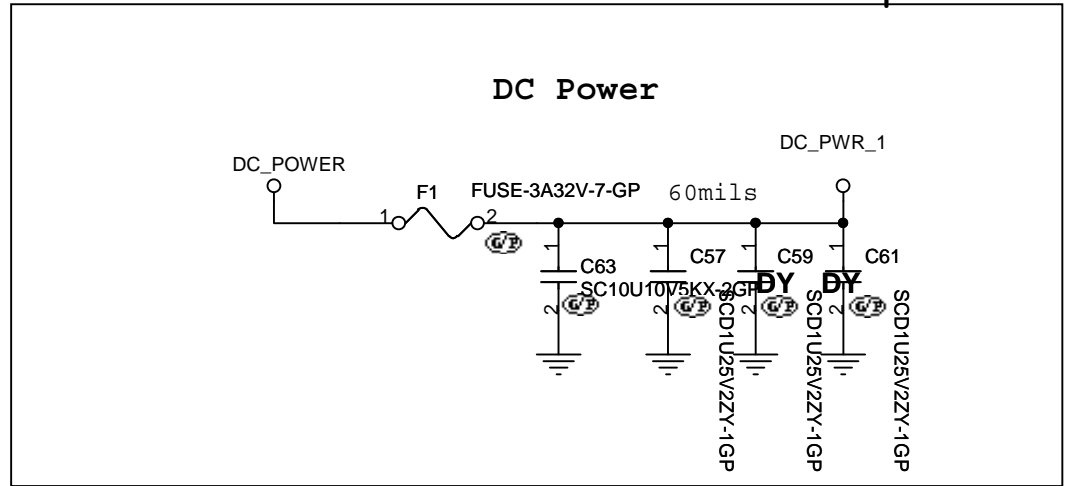 DC Power
DC_PWR_1
DC_POWER
F1
FUSE-3A32V-7-GP
60mils
1
2
G/P
1
1
1
1
C63
C57
C59
C61
SC10U10V5KX-2GP
DY
DY
2
G/P
2
G/P
2
G/P
2
G/P
SCD1U25V2ZY-1GP
SCD1U25V2ZY-1GP
SCD1U25V2ZY-1GP